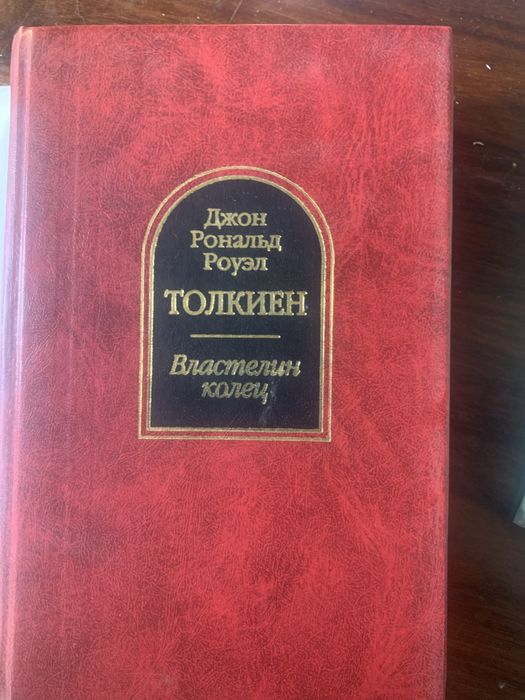 Джон
Рональд
Роуэл
ТОЛКИЕН
Властелин
колец